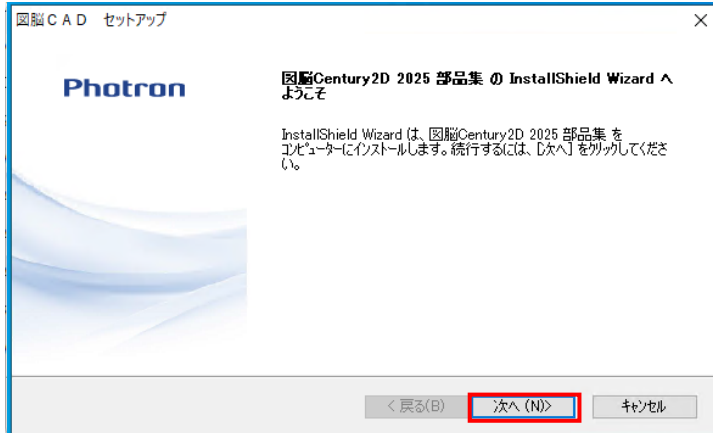 図脳ＣＡＤ　セットアップ
Photron
図脳Century2D 2025 部品集 の InstallShield Wizard へ
ようこそ
InstallShield Wizard は、図脳Century2D 2025 部品集 を
コンピューターにインストールします。続行するには、[次へ] をクリックしてくださ
い。
< 戻る(B)
次へ (N)>
キャンセル